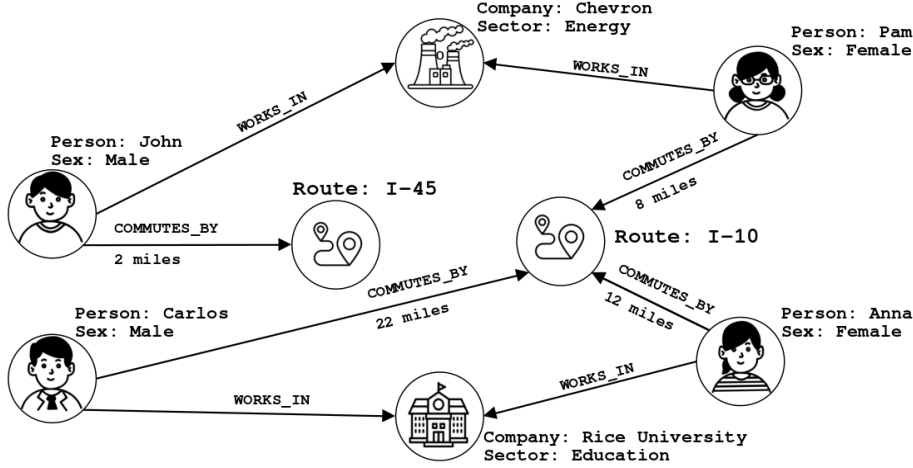 Company: Chevron
Sector: Energy
Person: Pam
Sex: Female
WORKS_IN
WORKS_IN
Person: John
Sex: Male
COMMUTES_BY
8 miles
Route: I-45
COMMUTES_BY
2 miles
Route: I-10
COMMUTES_BY
22 miles
COMMUTES_BY
12 miles
Person: Carlos
Sex: Male
Person: Anna
Sex: Female
WORKS_IN
WORKS_IN
Company: Rice University
Sector: Education